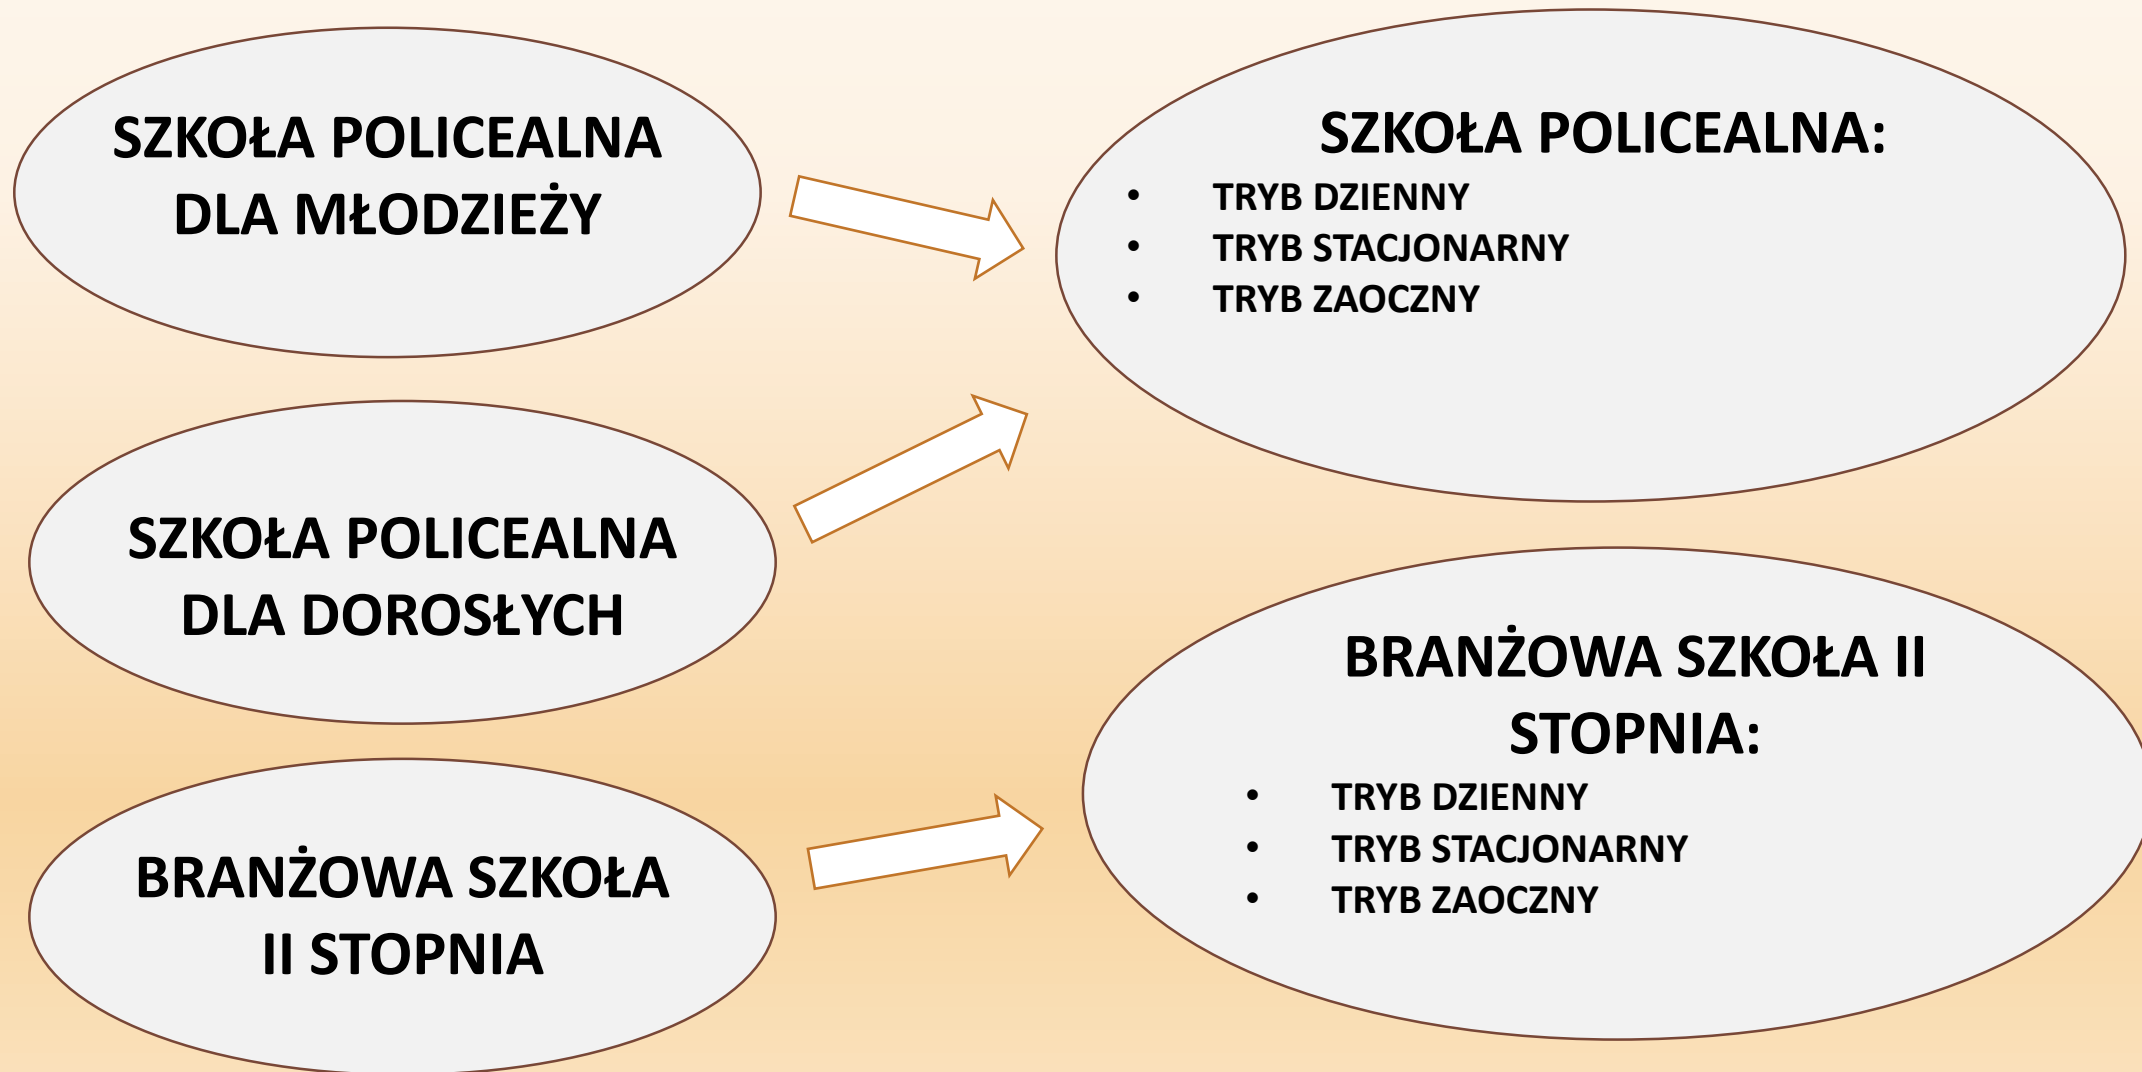 SZKOŁA POLICEALNA
DLA MŁODZIEŻY
SZKOŁA POLICEALNA
DLA DOROSŁYCH
BRANŻOWA SZKOŁA
II STOPNIA
SZKOŁA POLICEALNA:
• TRYB DZIENNY
• TRYB STACJONARNY
• TRYB ZAOCZNY
BRANŻOWA SZKOŁA II
STOPNIA:
• TRYB DZIENNY
• TRYB STACJONARNY
• TRYB ZAOCZNY